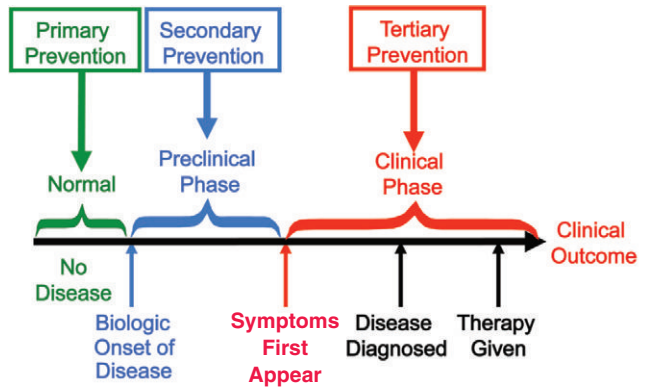 Primary
Prevention
Secondary
Prevention
Tertiary
Prevention
Normal
Preclinical
Phase
Clinical
Phase
Clinical
Outcome
No
Disease
Biologic
Onset of
Disease
Symptoms
First
Appear
Disease
Diagnosed
Therapy
Given